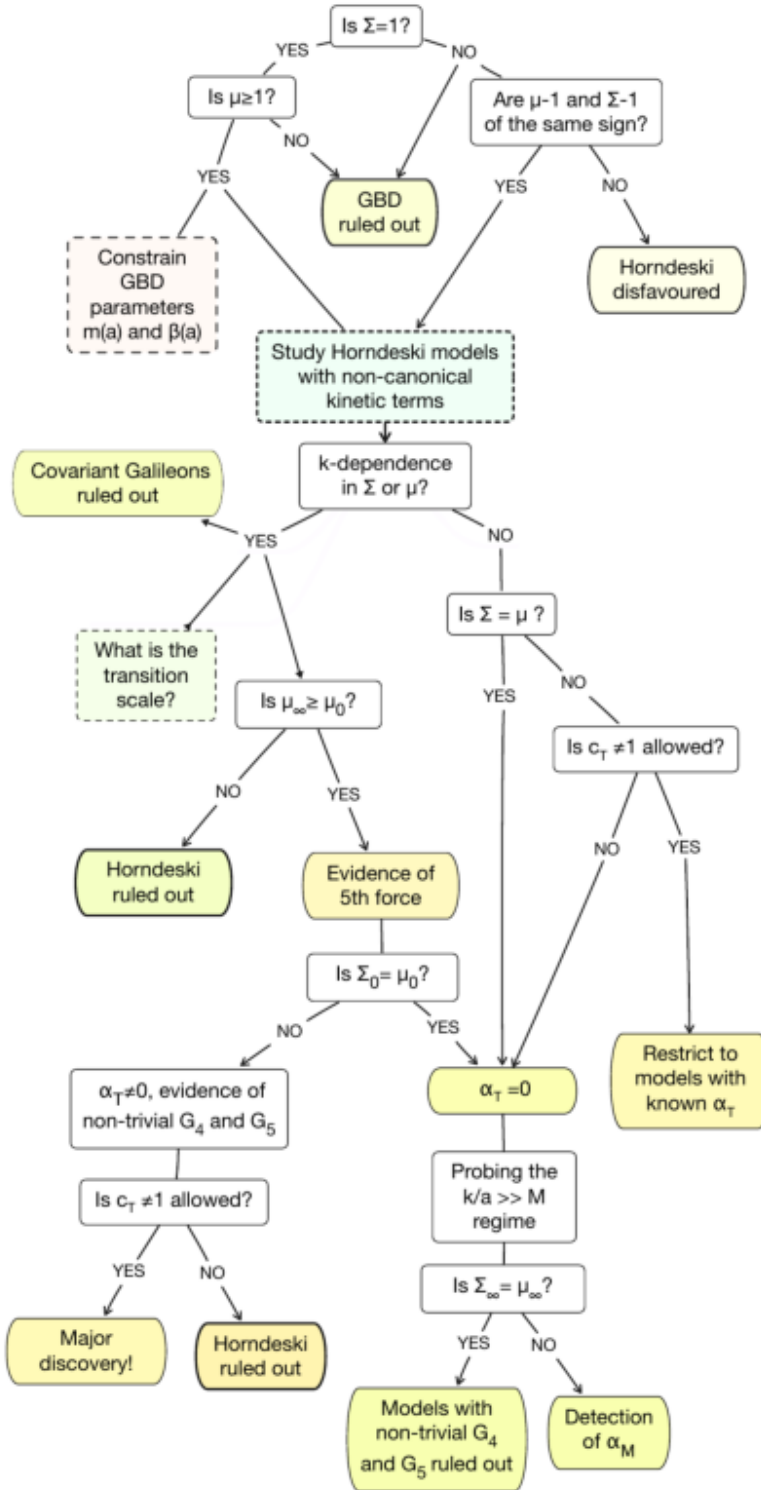 Is Σ=1?
YES
NO
Is μ≥1?
Are μ-1 and Σ-1
of the same sign?
NO
NO
YES
YES
GBD
ruled out
Constrain
GBD
parameters
m(a) and β(a)
Horndeski
disfavoured
Study Horndeski models
with non-canonical
kinetic terms
Covariant Galileons
ruled out
k-dependence
in Σ or μ?
YES
NO
What is the
transition
scale?
Is Σ = μ ?
Is μ∞≥ μ0?
YES
NO
Is cT ≠1 allowed?
NO
YES
NO
YES
Horndeski
ruled out
Evidence of
5th force
Is Σ0= μ0?
NO
YES
αT≠0, evidence of
non-trivial G4 and G5
αT =0
Restrict to
models with
known αT
Is cT ≠1 allowed?
Probing the
k/a >> M
regime
YES
NO
Is Σ∞= μ∞?
Major
discovery!
Horndeski
ruled out
YES
NO
Models with
non-trivial G4
and G5 ruled out
Detection
of αM